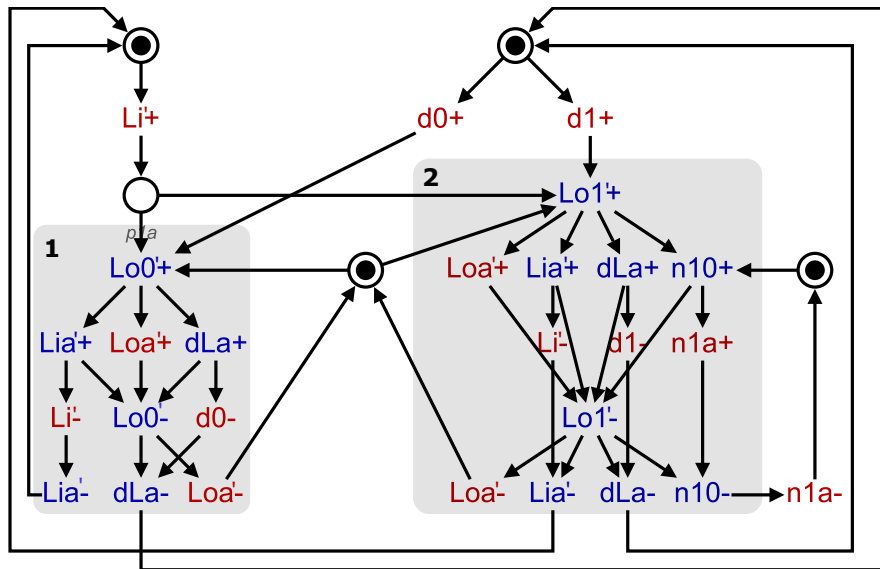 Li'+ d0+ d1+
2
Lo1'+
1
Lo0'+ Loa'+ Lia'+ dLa+ n10+
Lia'+ Loa'+ dLa+ Li'- d1- n1a+
Li'- Lo0'- d0- Lo1'-
Lia'- dLa- Loa'- Loa'- Lia'- dLa- n10- n1a-